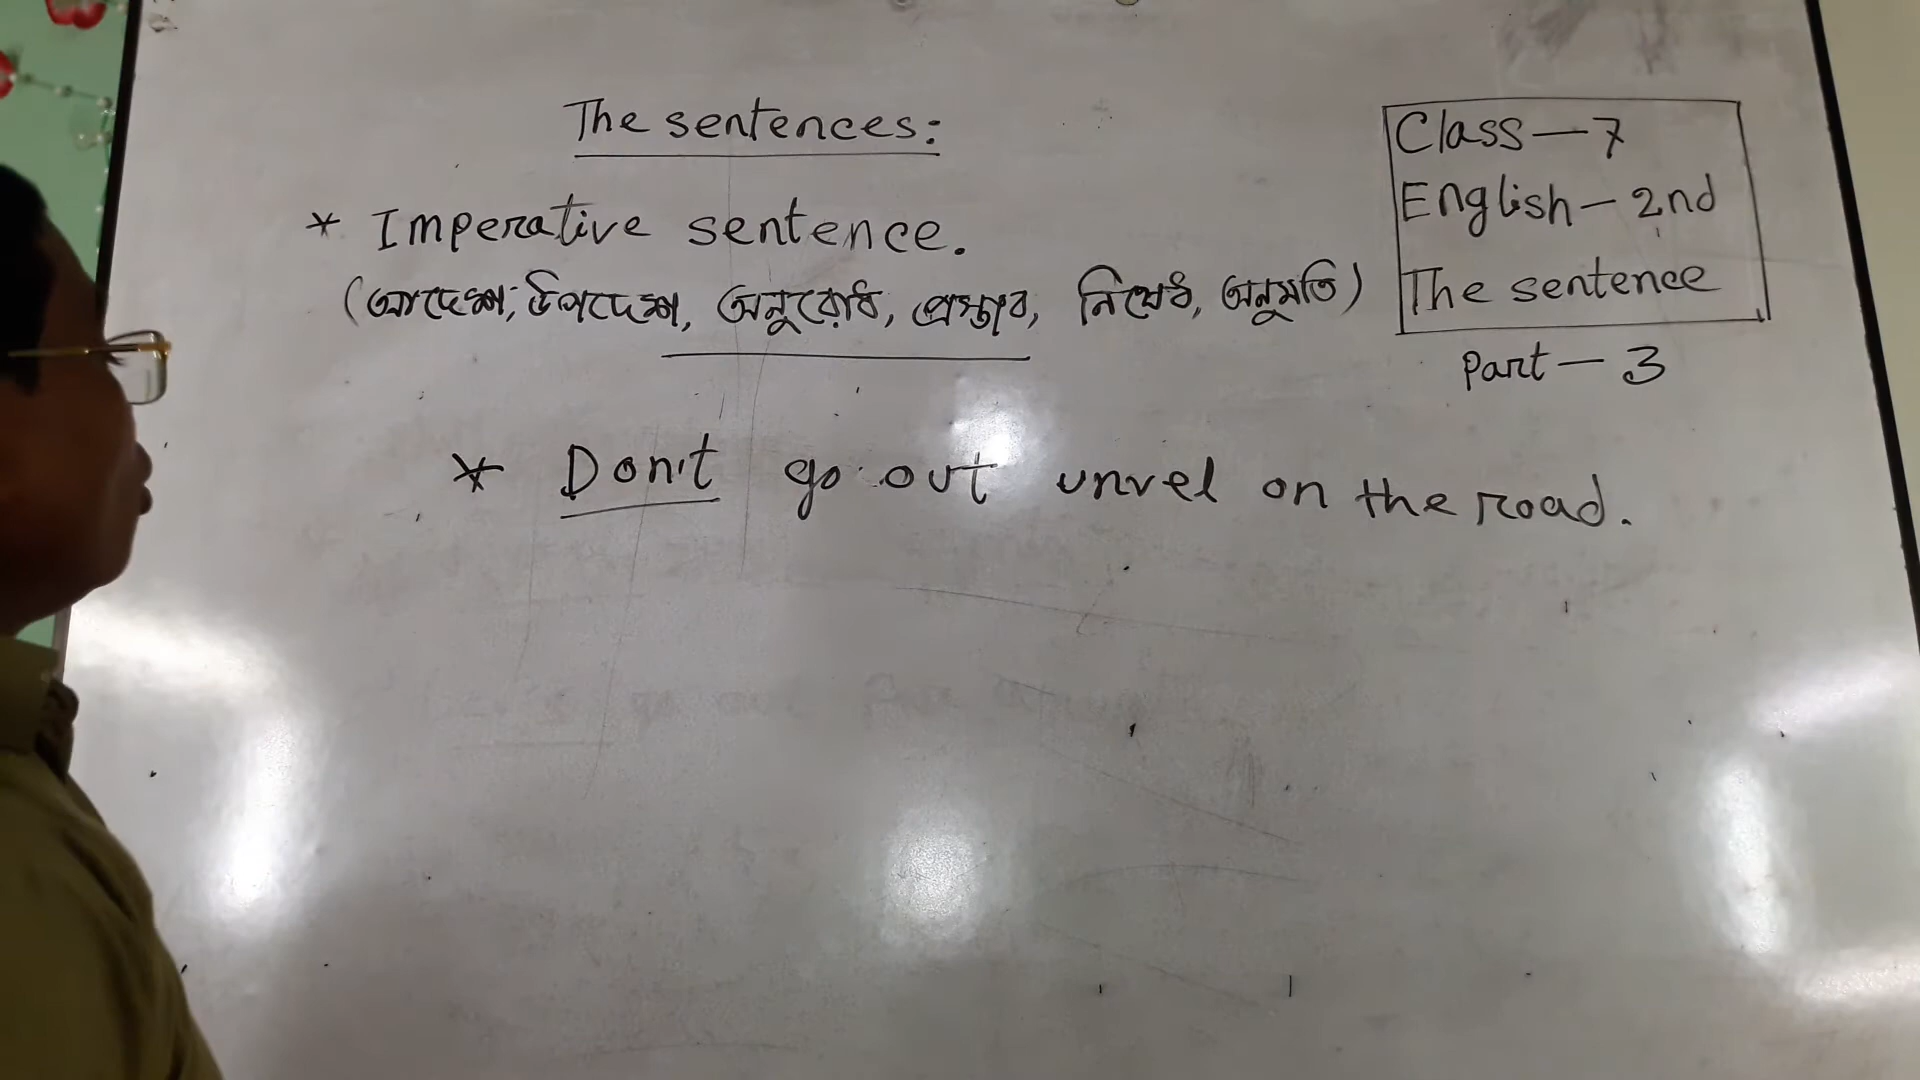 The sentences:
* Imperative sentence.
(আদেশ, উপদেশ, অনুরোধ, প্রস্তাব, নিষেধ, অনুমতি)
* Don't go out unvel on the road.
Class — 7
English — 2nd
The sentence
Part — 3